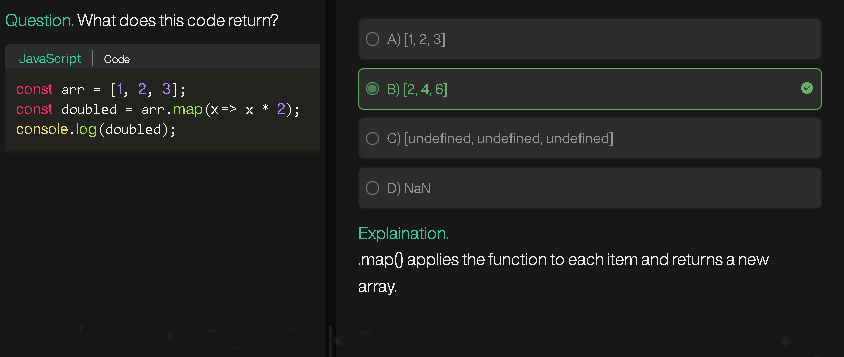 Question. What does this code return?
JavaScript | Code
const arr = [1, 2, 3];
const doubled = arr.map(x=> x * 2);
console.log(doubled);
A) [1, 2, 3]
B) [2, 4, 6]
C) [undefined, undefined, undefined]
D) NaN
Explaination.
.map() applies the function to each item and returns a new
array.